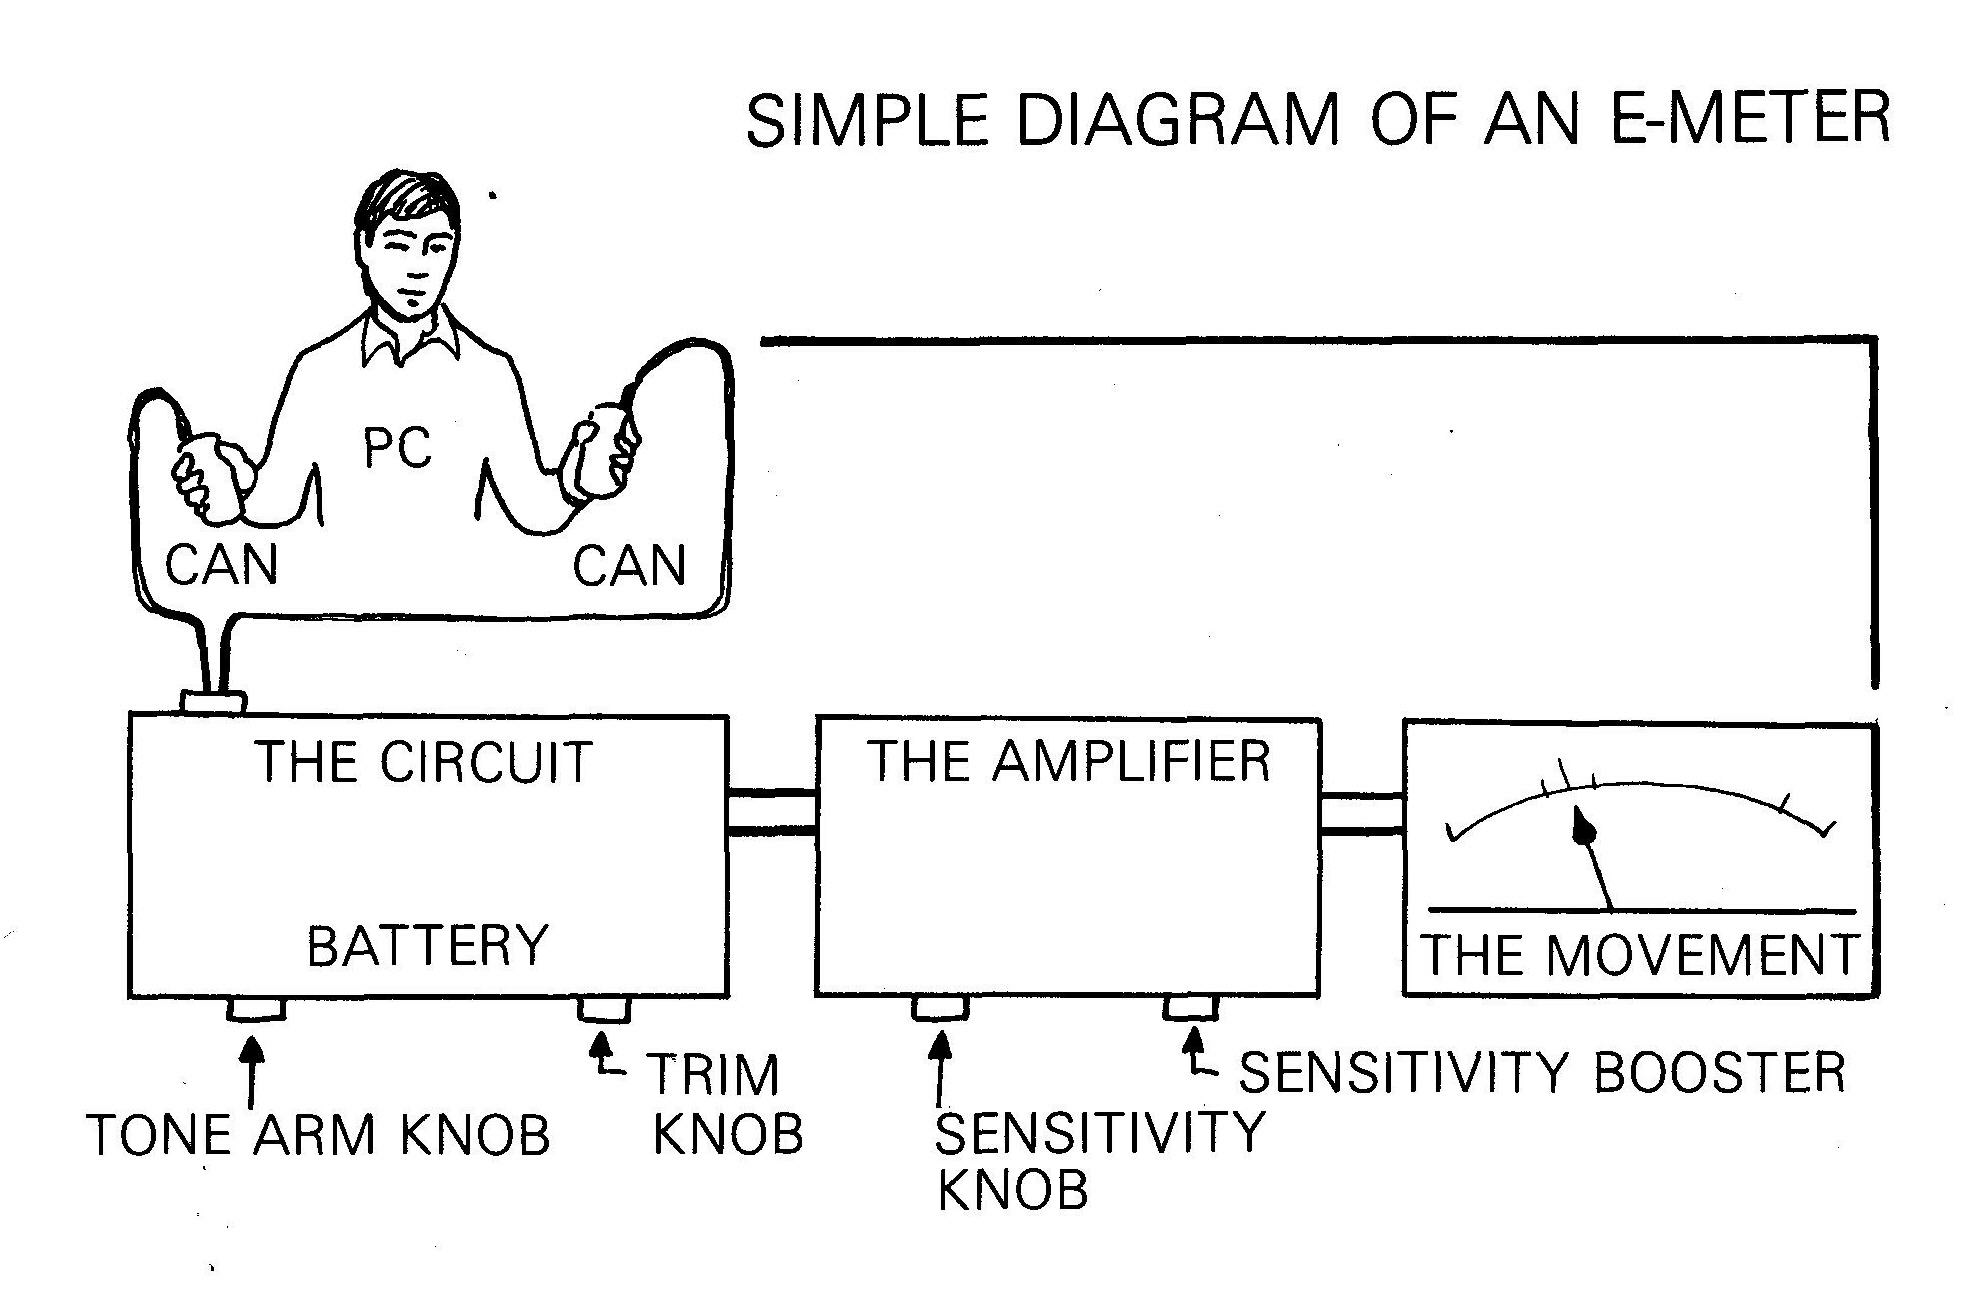 SIMPLE DIAGRAM OF AN E-METER
PC
CAN
CAN
THE CIRCUIT
BATTERY
THE AMPLIFIER
THE MOVEMENT
TONE ARM KNOB
TRIM
KNOB
SENSITIVITY
KNOB
SENSITIVITY BOOSTER